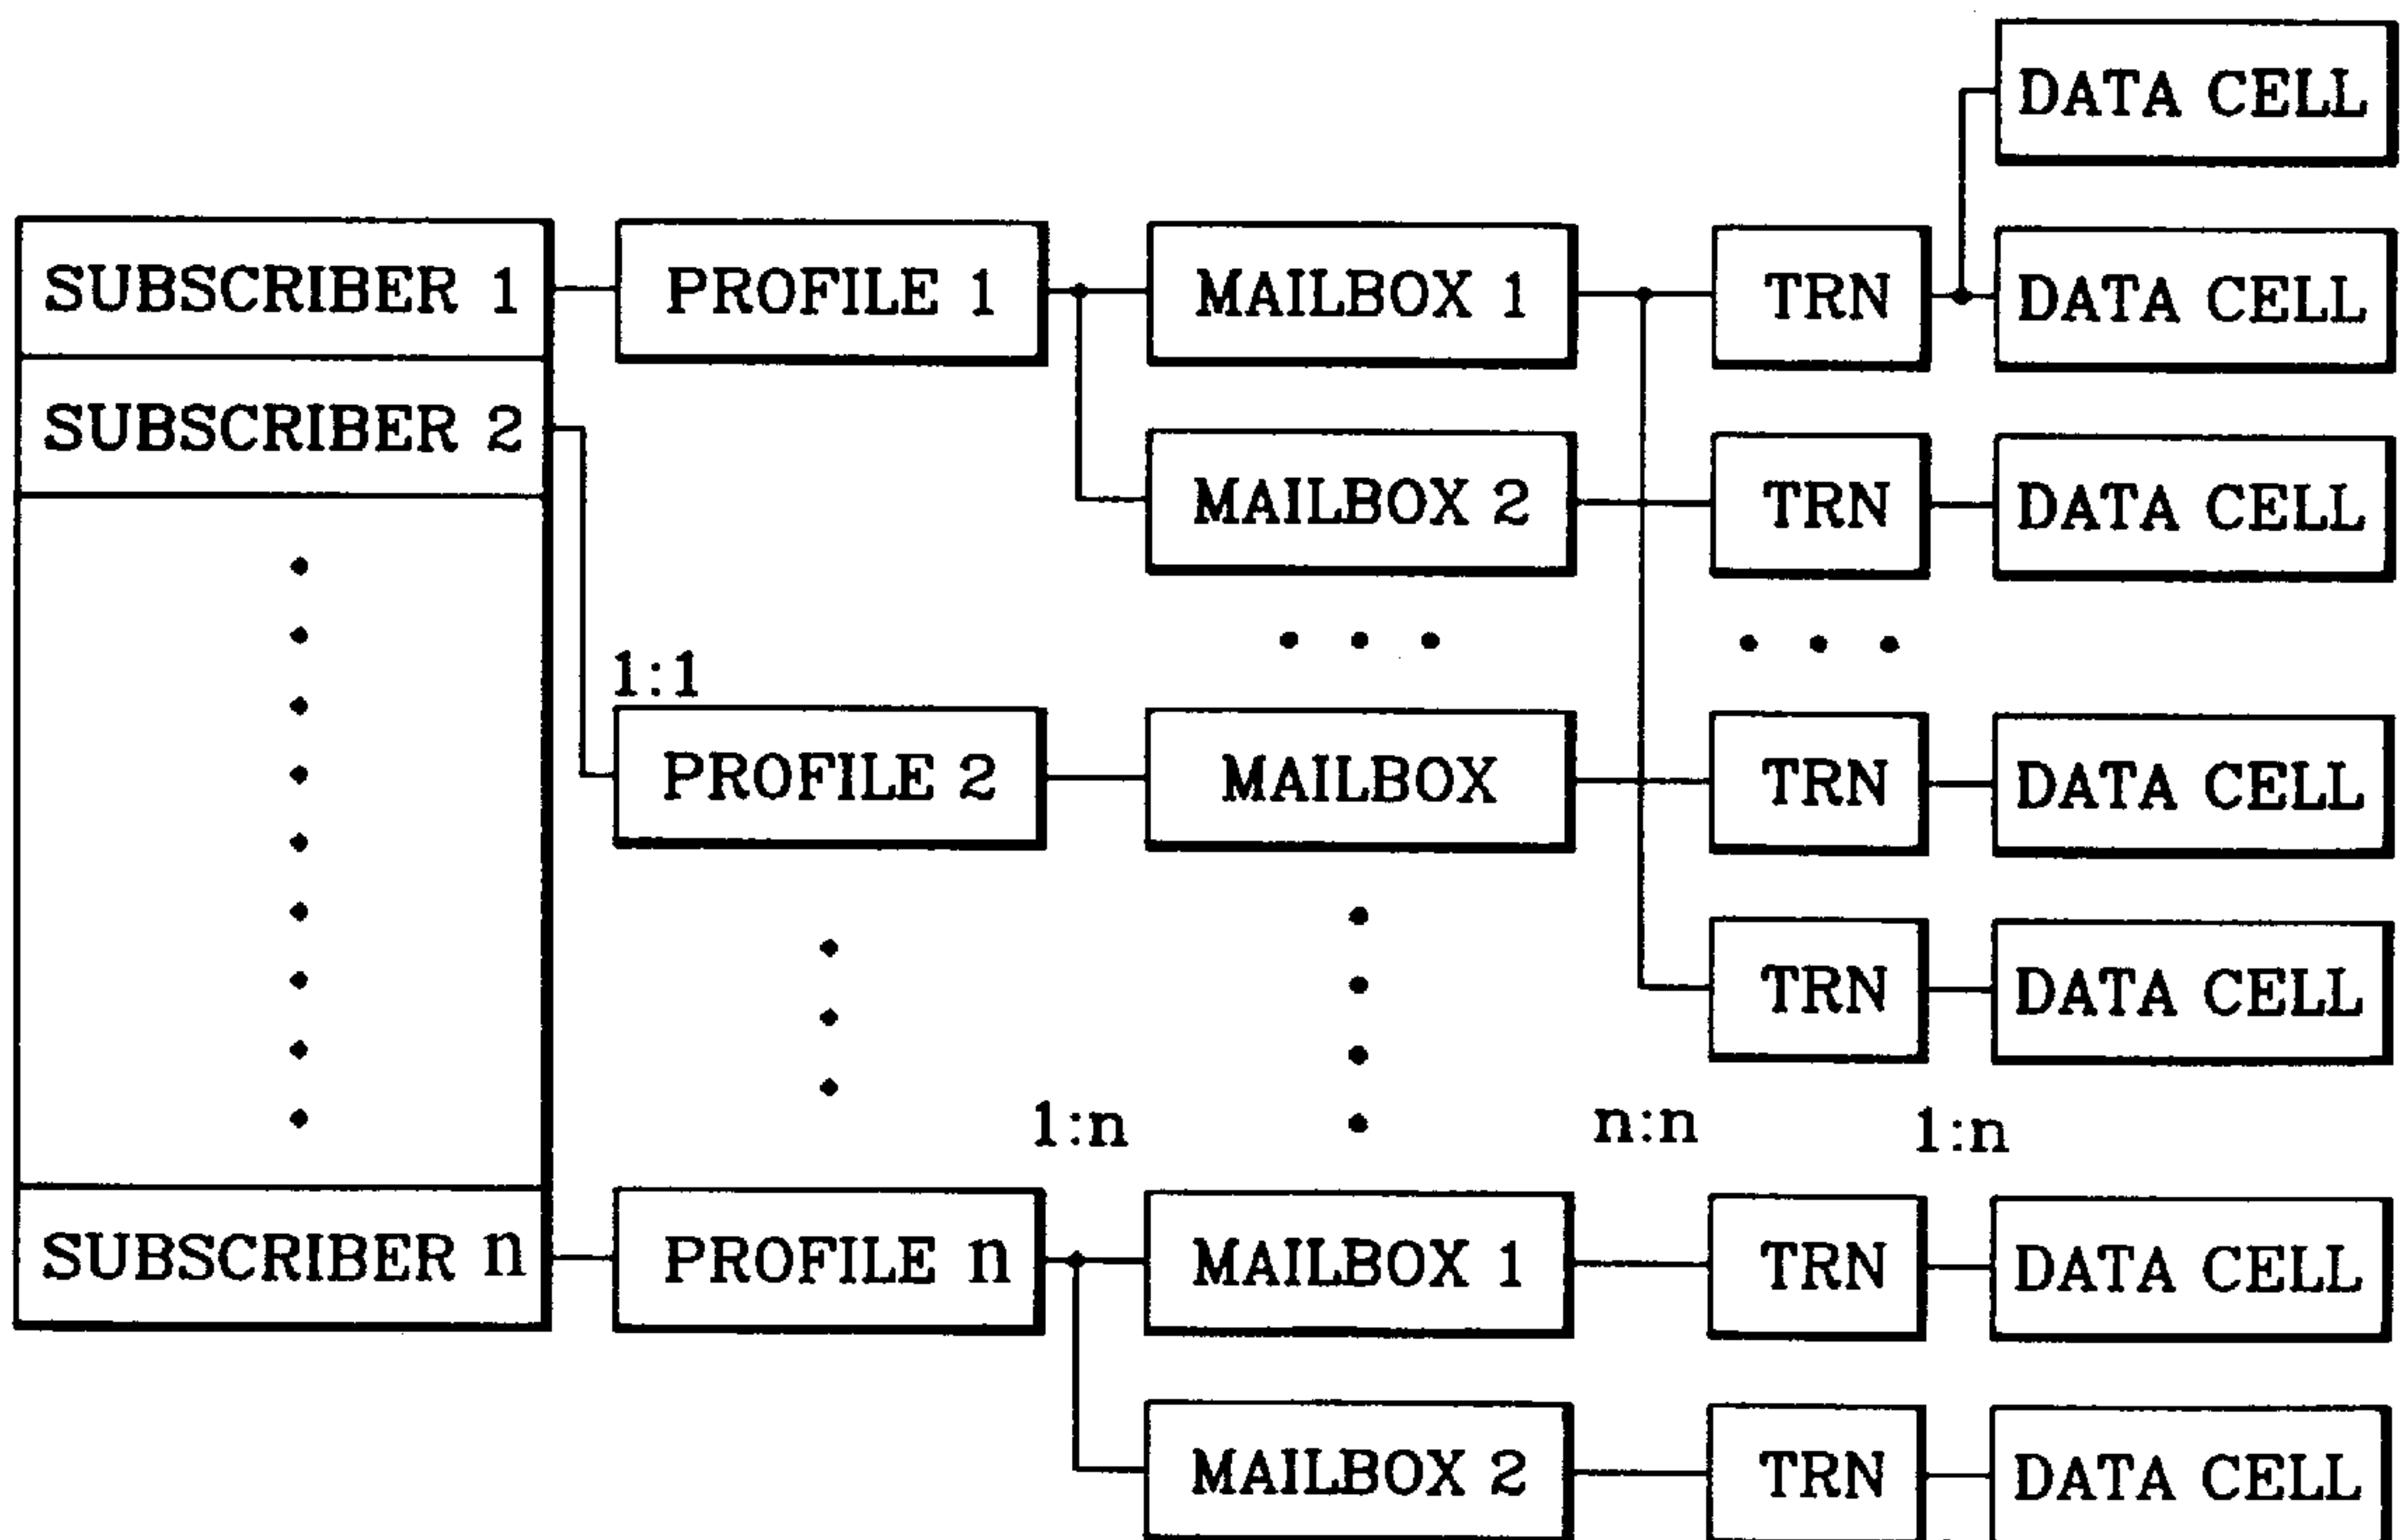 DATA CELL
SUBSCRIBER 1
PROFILE 1
MAILBOX 1
TRN
DATA CELL
SUBSCRIBER 2
MAILBOX 2
TRN
DATA CELL
1:1
PROFILE 2
MAILBOX
TRN
DATA CELL
TRN
DATA CELL
1:n
n:n
1:n
SUBSCRIBER n
PROFILE n
MAILBOX 1
TRN
DATA CELL
MAILBOX 2
TRN
DATA CELL